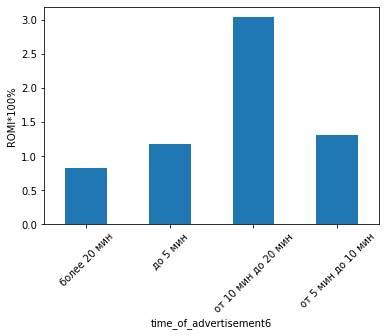 3.0
2.5
2.0
1.5
1.0
0.5
0.0
ROMI*100%
более 20 мин
до 5 мин
от 10 мин до 20 мин
от 5 мин до 10 мин
time_of_advertisement6